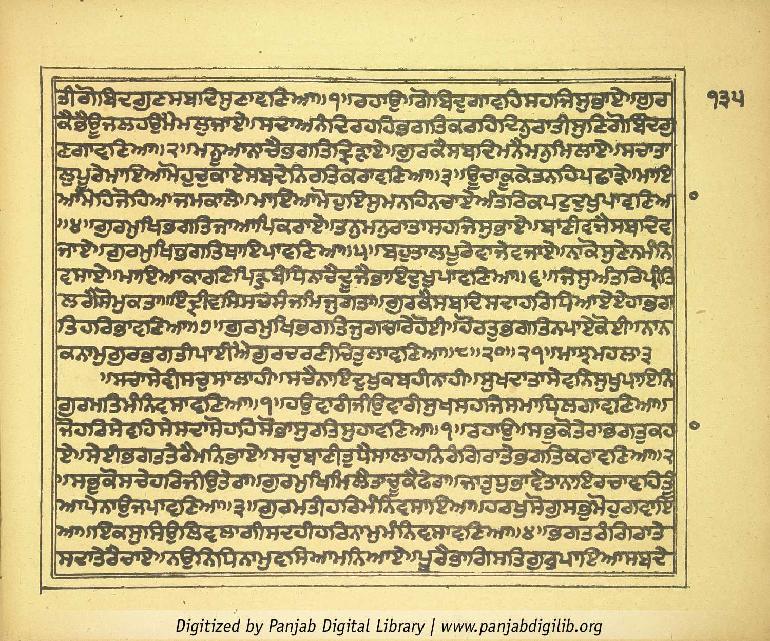 ਤੀਗੋਬਿਦਗੁਣਸਬਦਿਸੁਣਾਵਣਿਆ॥੧॥ਰਹਾਉ॥ਗੋਬਿਦੁਗਾਵਹਿਸਹਜਿਸੁਭਾਏ॥ਗੁਰ
੧੩੫
ਕੈਭੈਊਜਲਹਉਮੈਮਲੁਜਾਏ॥ਸਦਾਅਨੰਦਿਰਹਹਿਭਗਤਿਕਰਹਿਦਿਨੁਰਾਤੀਸੁਣਿਗੋਬਿਦਗੁ
ਣਗਾਵਣਿਆ॥੨॥ਮਨੂਆਨਾਚੈਭਗਤਿਦ੍ਰਿੜਾਏ॥ਗੁਰਕੈਸਬਦਿਮਨੈਮਨੁਮਿਲਾਏ॥ਸਚਾਤਾ
ਲੁਪੂਰੇਮਾਇਆਮੋਹੁਚੁਕਾਏਸਬਦੇਨਿਰਤਿਕਰਾਵਣਿਆ॥੩॥ਊਚਾਕੂਕੇਤਨਹਿਪਛਾੜੇ॥ਮਾਇ
ਆਮੋਹਿਜੋਹਿਆਜਮਕਾਲੇ॥ਮਾਇਆਮੋਹੁਇਸੁਮਨਹਿਨਚਾਏਅੰਤਰਿਕਪਟੁਦੁਖੁਪਾਵਣਿਆ
॥੪॥ਗੁਰਮੁਖਿਭਗਤਿਜਾਆਪਿਕਰਾਏ॥ਤਨੁਮਨੁਰਾਤਾਸਹਜਿਸੁਭਾਏ॥ਬਾਣੀਵਜੈਸਬਦਿਵ
ਜਾਏ॥ਗੁਰਮੁਖਿਭਗਤਿਥਾਇਪਾਵਣਿਆ॥੫॥ਬਹੁਤਾਲਪੂਰੇਵਾਜੇਵਜਾਏ॥ਨਾਕੋਸੁਣੇਨਮੰਨਿ
ਵਸਾਏ॥ਮਾਇਆਕਾਰਣਿਪਿੜਬੰਧਿਨਾਚੈਦੂਜੈਭਾਇਦੁਖੁਪਾਵਣਿਆ॥੬॥ਜਿਸੁਅੰਤਰਿਪ੍ਰੀਤਿ
ਲਗੈਸੋਮੁਕਤਾ॥ਇੰਦ੍ਰੀਵਸਿਸਚਸੰਜਮਿਜੁਗਤਾ॥ਗੁਰਕੈਸਬਦਿਸਦਾਹਰਿਧਿਆਏਏਹਾਭਗ
ਤਿਹਰਿਭਾਵਣਿਆ॥੭॥ਗੁਰਮੁਖਿਭਗਤਿਜੁਗਚਾਰੇਹੋਈ॥ਹੋਰਤੁਭਗਤਿਨਪਾਏਕੋਈ॥ਨਾਨ
ਕਨਾਮੁਗੁਰਭਗਤੀਪਾਈਐਗੁਰਚਰਣੀਚਿਤੁਲਾਵਣਿਆ॥੮॥੨੦॥੨੧॥ਮਾਝਮਹਲਾ੩
॥ਸਚਾਸੇਵੀਸਚੁਸਾਲਾਹੀ॥ਸਚੈਨਾਇਦੁਖੁਕਬਹੀਨਾਹੀ॥ਸੁਖਦਾਤਾਸੇਵਨਿਸੁਖੁਪਾਇਨਿ
ਗੁਰਮਤਿਮੰਨਿਵਸਾਵਣਿਆ॥੧॥ਹਉਵਾਰੀਜੀਉਵਾਰੀਸੁਖਸਹਜਿਸਮਾਧਿਲਗਾਵਣਿਆ॥
ਜੋਹਰਿਸੇਵਹਿਸੇਸਦਾਸੋਹਹਿਸੋਭਾਸੁਰਤਿਸੁਹਾਵਣਿਆ॥੧॥ਰਹਾਉ॥ਸਭੁਕੋਤੇਰਾਭਗਤੁਕਹ
ਏ॥ਸੇਈਭਗਤਤੇਰੈਮਨਿਭਾਏ॥ਸਚੁਬਾਣੀਤੁਧੈਸਾਲਾਹਨਿਰੰਗਿਰਾਤੇਭਗਤਿਕਰਾਵਣਿਆ॥੨
॥ਸਭੁਕੋਸਚੇਹਰਿਜੀਉਤੇਰਾ॥ਗੁਰਮੁਖਿਮਿਲੈਤਾਚੂਕੈਫੇਰਾ॥ਜਾਤੁਧੁਭਾਵੈਤਾਨਾਇਰਚਾਵਹਿਤੂੰ
ਆਪੇਨਾਉਜਪਾਵਣਿਆ॥੩॥ਗੁਰਮਤੀਹਰਿਮੰਨਿਵਸਾਇਆ॥ਹਰਖੁਸੋਗੁਸਭੁਮੋਹੁਗਵਾਇ
ਆ॥ਇਕਸੁਸਿਉਲਿਵਲਾਗੀਸਦਹੀਹਰਿਨਾਮੁਮੰਨਿਵਸਾਵਣਿਆ॥੪॥ਭਗਤਰੰਗਿਰਾਤੇ
ਸਦਾਤੇਰੈਚਾਏ॥ਨਉਨਿਧਿਨਾਮੁਵਸਿਆਮਨਿਆਏ॥ਪੂਰੈਭਾਗਿਸਤਿਗੁਰੁਪਾਇਆਸਬਦੇ
Digitized by Panjab Digital Library | www.panjabdigilib.org